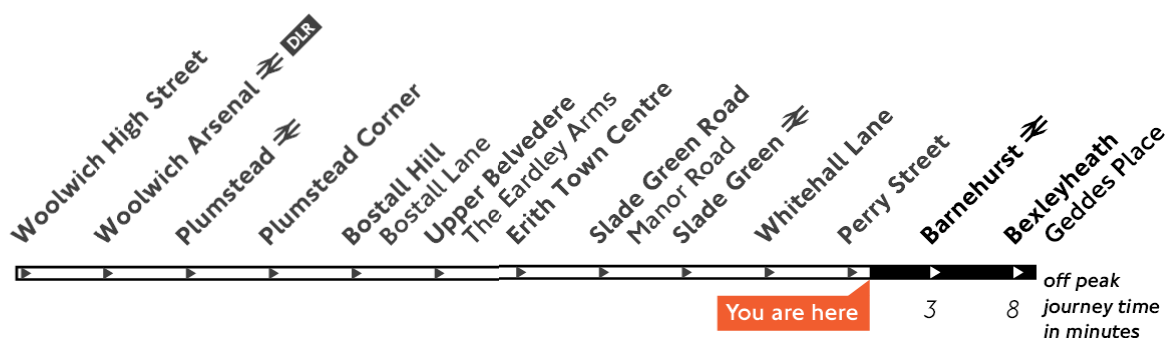 Woolwich High Street
Woolwich Arsenal DLR
Plumstead
Plumstead Corner
Bostall Hill
Bostall Lane
Upper Belvedere
The Eardley Arms
Erith Town Centre
Slade Green Road
Manor Road
Slade Green
Whitehall Lane
Perry Street
Barnehurst
Bexleyheath
Geddes Place
You are here
3
8
off peak
journey time
in minutes